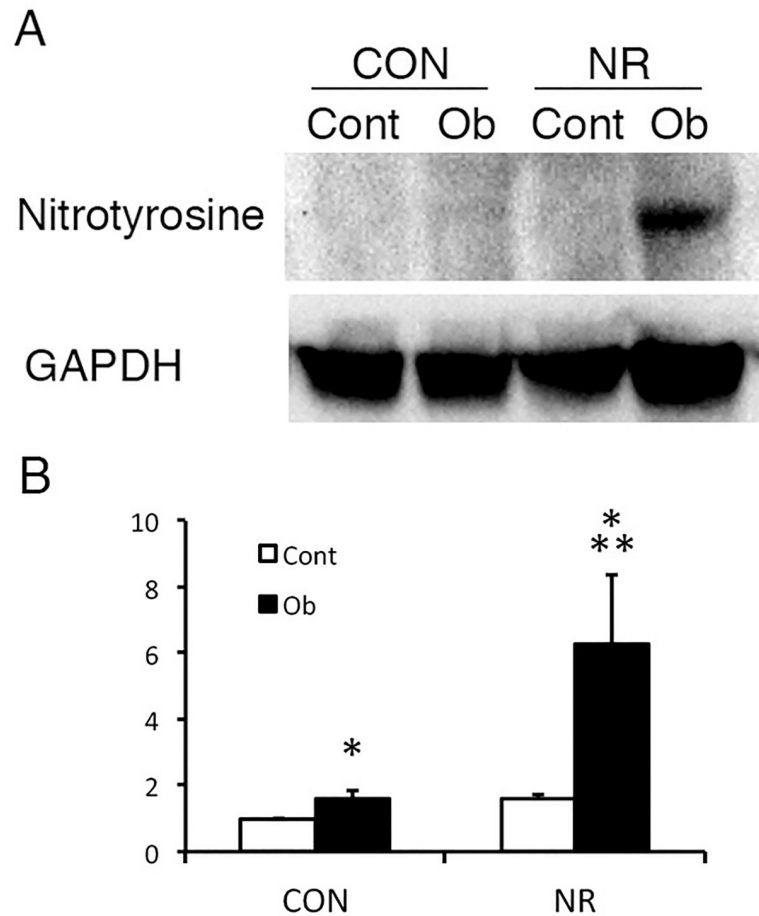 A
CON NR
Cont Ob Cont Ob
Nitrotyrosine
GAPDH
B
10
*
**
Cont
8
Ob
6
4
*
2
0
CON NR